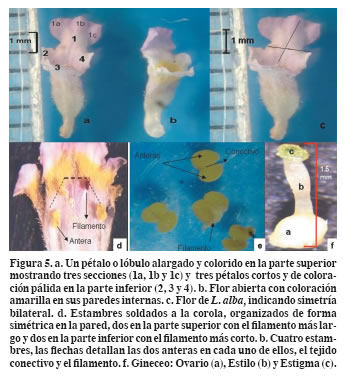 1a
1b
1c
1 mm
1
2
3
4
a
b
1 mm
c
Anteras
Conectivo
Filamento
Antera
d
Filamento
e
c
b
a
1.5
mm
f
Figura 5. a. Un pétalo o lóbulo alargado y colorido en la parte superior
mostrando tres secciones (1a, 1b y 1c) y tres pétalos cortos y de colora-
ción pálida en la parte inferior (2, 3 y 4). b. Flor abierta con coloración
amarilla en sus paredes internas. c. Flor de L. alba, indicando simetría
bilateral. d. Estambres soldados a la corola, organizados de forma
simétrica en la pared, dos en la parte superior con el filamento más lar-
go y dos en la parte inferior con el filamento más corto. b. Cuatro estam-
bres, las flechas detallan las dos anteras en cada uno de ellos, el tejido
conectivo y el filamento. f. Gineceo: Ovario (a), Estilo (b) y Estigma (c).